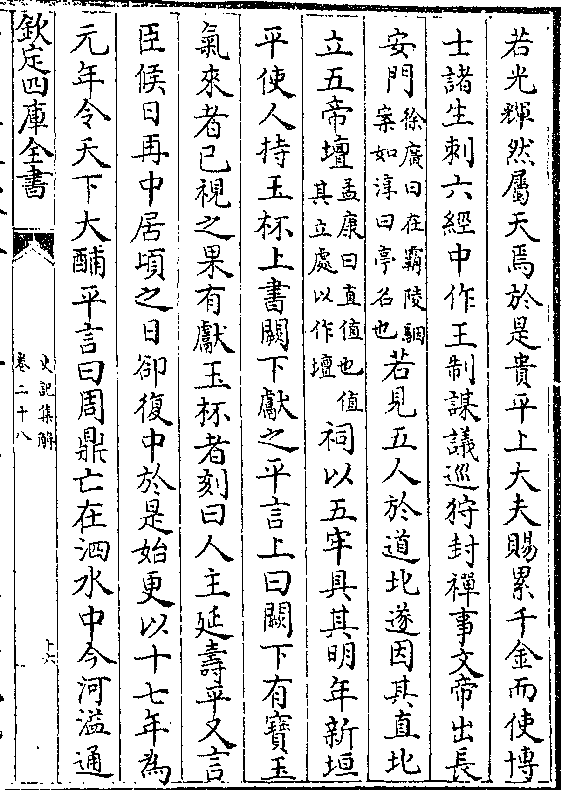 若光輝然屬天焉於是貴平上大夫賜累千金而使博
士諸生刺六經中作王制謀議巡狩封禪事文帝出長
安門徐廣曰在霸陵駰
案如淳曰亭名也若見五人於道北遂因其直北
立五帝壇孟康曰直值也值
其立處以作壇祠以五牢具其明年新垣
平使人持玉杯上書闕下獻之平言上曰闕下有寶玉
氣來者已視之果有獻玉杯者刻曰人主延壽平又言
臣候日再中居頃之日卻復中於是始更以十七年為
元年令天下大酺平言曰周鼎亡在泗水中今河溢通
欽定四庫全書
史記集解
卷二十八